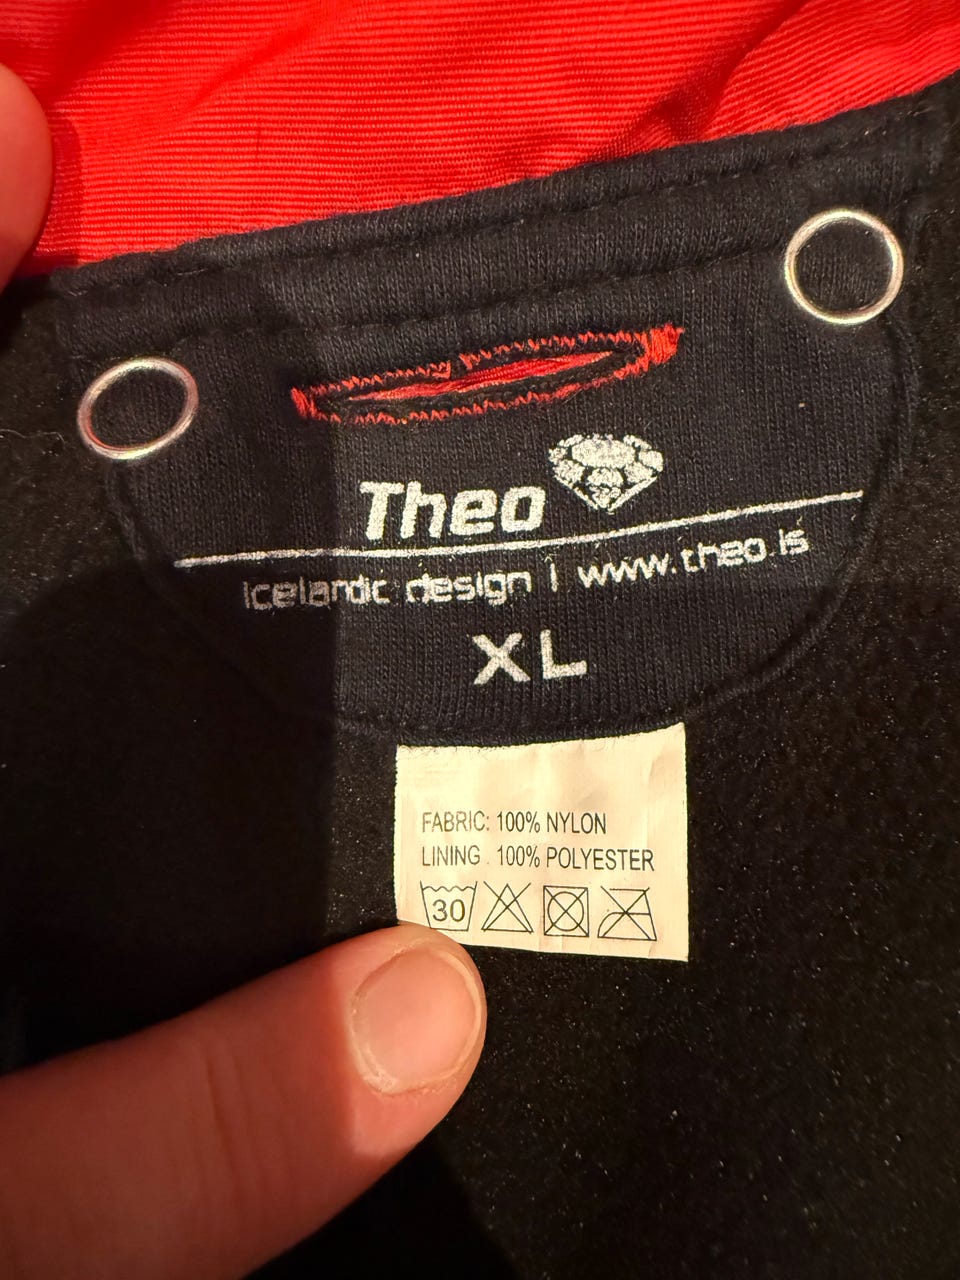 Theo
icelandic design | www.theo.is
XL
FABRIC: 100% NYLON
LINING . 100% POLYESTER
30